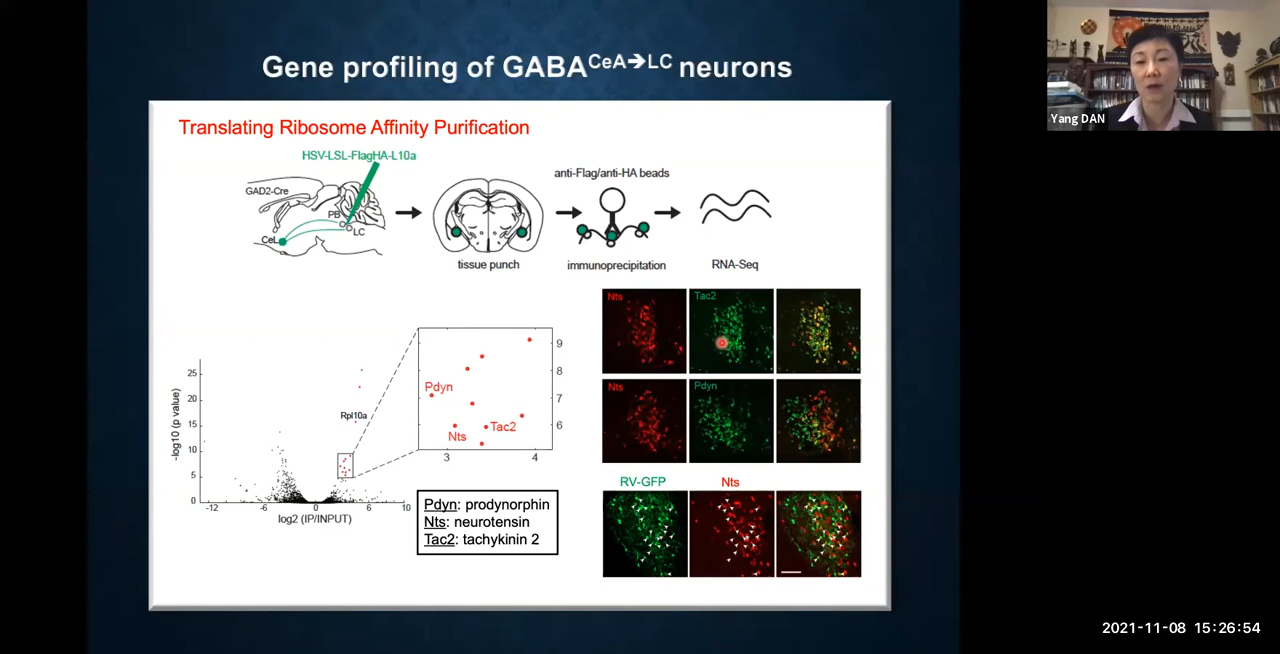 Gene profiling of GABACeA➔LC neurons
Yang DAN
Translating Ribosome Affinity Purification
HSV-LSL-FlagHA-L10a
GAD2-Cre
PB
LC
CeL
tissue punch
anti-Flag/anti-HA beads
immunoprecipitation
RNA-Seq
Nts
Tac2
Nts
Pdyn
RV-GFP
Nts
-log10 (p value)
25
20
15
10
5
0
-12
-6
0
6
10
log2 (IP/INPUT)
Rpl10a
Pdyn
Nts
Tac2
9
8
7
6
3
4
Pdyn: prodynorphin
Nts: neurotensin
Tac2: tachykinin 2
2021-11-08 15:26:54